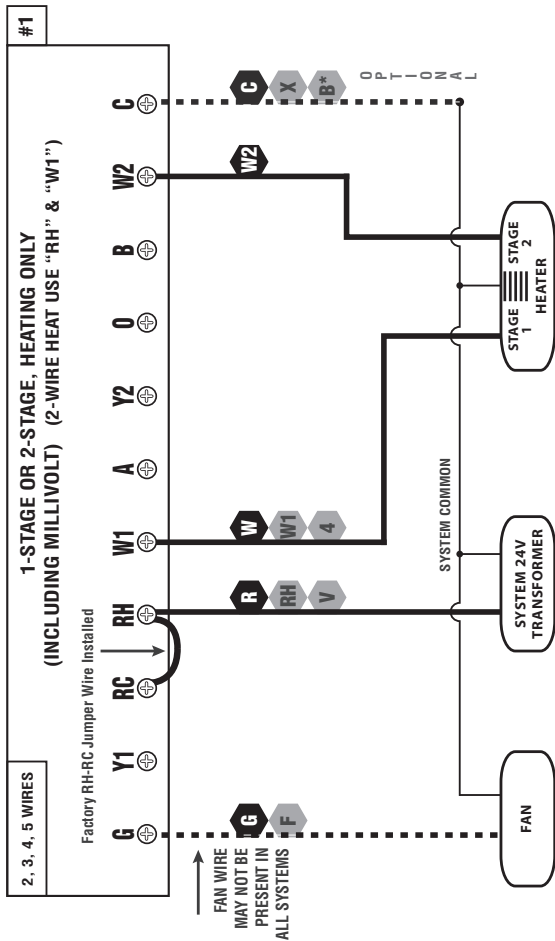 2, 3, 4, 5 WIRES
#1
1-STAGE OR 2-STAGE, HEATING ONLY
(INCLUDING MILLIVOLT) (2-WIRE HEAT USE “RH” & “W1”)
Factory RH-RC Jumper Wire Installed
G Y1 RC RH W1 A Y2 O B W2 C
FAN WIRE
MAY NOT BE
PRESENT IN
ALL SYSTEMS
G
F
R
RH
V
W
W1
4
W2
C
X
B*
OPTIONAL
SYSTEM COMMON
FAN
SYSTEM 24V
TRANSFORMER
STAGE
1
STAGE
2
HEATER